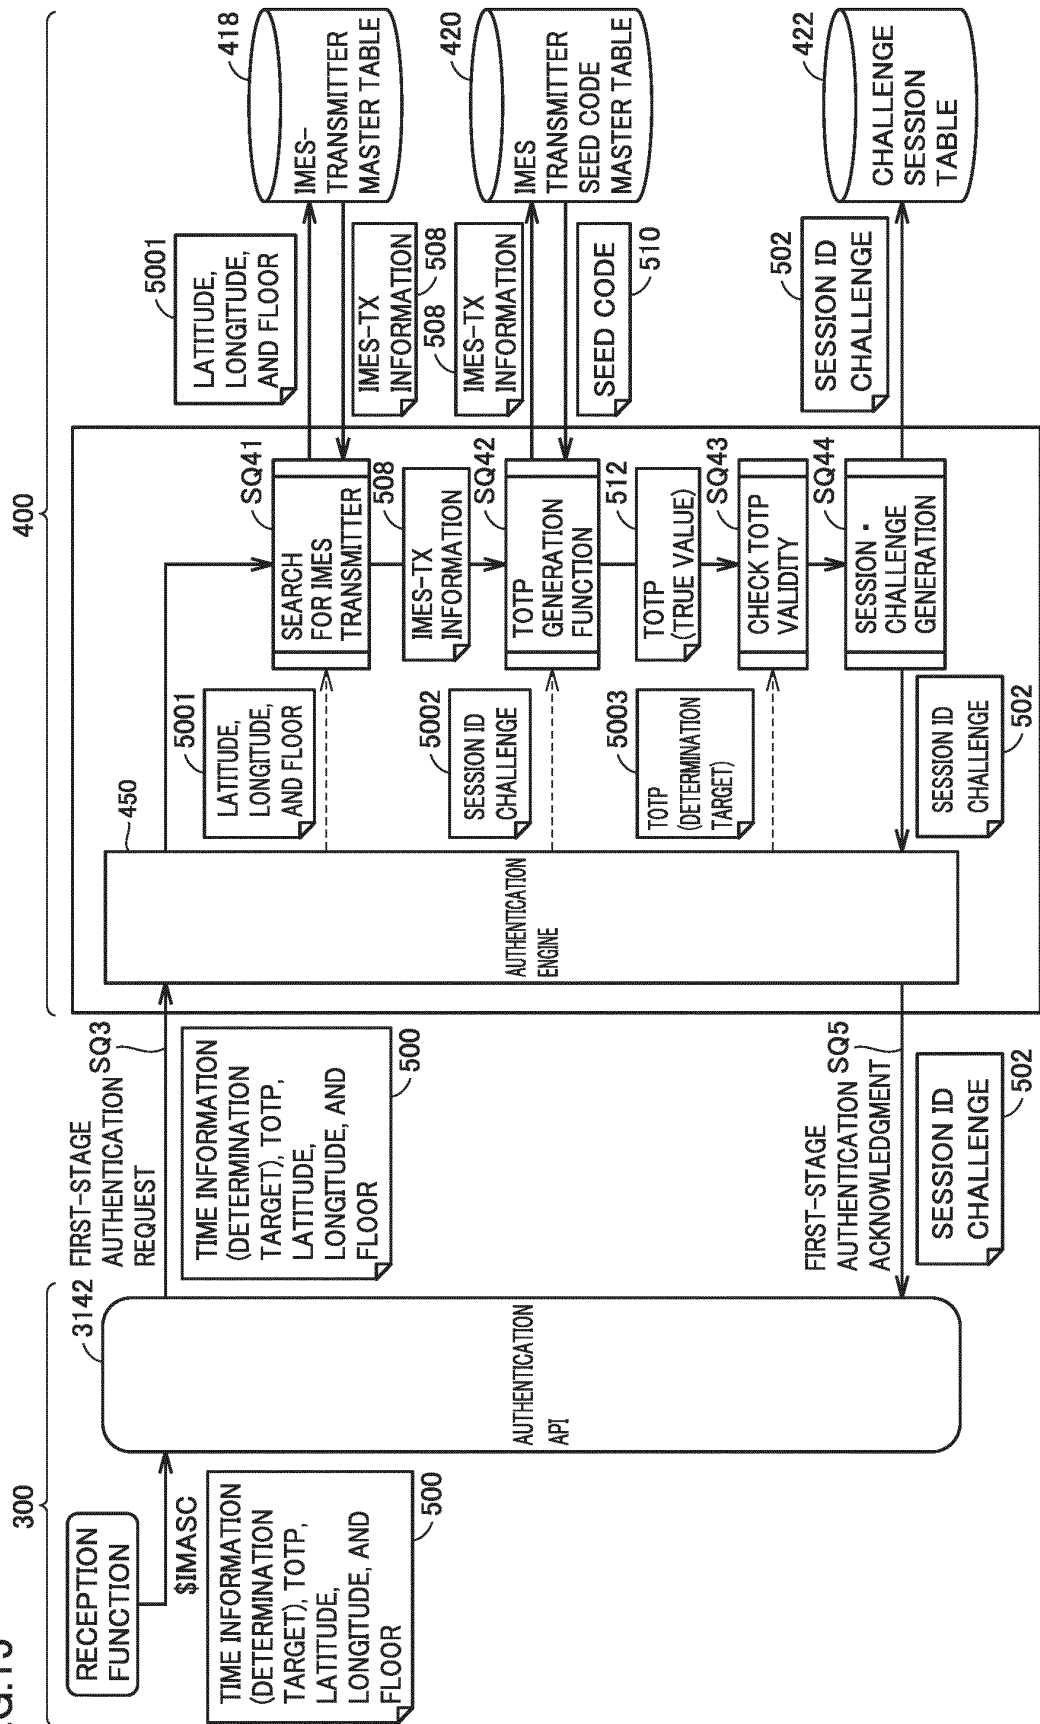 300
RECEPTION
FUNCTION
$IMASC
TIME INFORMATION
(DETERMINATION
TARGET), TOTP,
LATITUDE,
LONGITUDE, AND
FLOOR
500
3142
AUTHENTICATION
API
FIRST-STAGE
AUTHENTICATION
REQUEST
SQ3
TIME INFORMATION
(DETERMINATION
TARGET), TOTP,
LATITUDE,
LONGITUDE, AND
FLOOR
500
FIRST-STAGE
AUTHENTICATION
ACKNOWLEDGMENT
SQ5
SESSION ID
CHALLENGE
502
400
450
AUTHENTICATION
ENGINE
5001
LATITUDE,
LONGITUDE,
AND FLOOR
5002
SESSION ID
CHALLENGE
5003
TOTP
(DETERMINATION
TARGET)
SESSION ID
CHALLENGE
502
SQ41
SEARCH
FOR IMES
TRANSMITTER
508
IMES-TX
INFORMATION
SQ42
TOTP
GENERATION
FUNCTION
512
TOTP
(TRUE VALUE)
SQ43
CHECK TOTP
VALIDITY
SQ44
SESSION ·
CHALLENGE
GENERATION
5001
LATITUDE,
LONGITUDE,
AND FLOOR
IMES-TX
INFORMATION
508
508
IMES-TX
INFORMATION
SEED CODE
510
502
SESSION ID
CHALLENGE
418
IMES-
TRANSMITTER
MASTER TABLE
420
IMES
TRANSMITTER
SEED CODE
MASTER TABLE
422
CHALLENGE
SESSION
TABLE